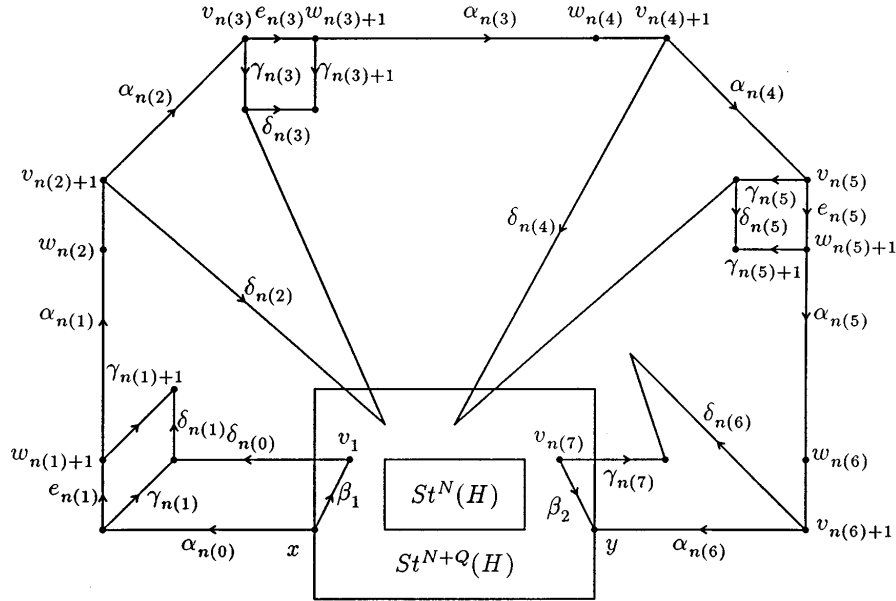 v_{n(3)} e_{n(3)} w_{n(3)+1} α_{n(3)} w_{n(4)} v_{n(4)+1}
γ_{n(3)} γ_{n(3)+1}
α_{n(2)} α_{n(4)}
δ_{n(3)}
v_{n(2)+1} v_{n(5)}
γ_{n(5)}
e_{n(5)}
δ_{n(4)} δ_{n(5)}
w_{n(2)} w_{n(5)+1}
γ_{n(5)+1}
δ_{n(2)}
α_{n(1)} α_{n(5)}
γ_{n(1)+1}
δ_{n(6)}
δ_{n(1)} δ_{n(0)} v_1 v_{n(7)}
w_{n(1)+1} w_{n(6)}
γ_{n(7)}
e_{n(1)} γ_{n(1)} β_1 St^N(H) β_2
v_{n(6)+1}
α_{n(0)} x y α_{n(6)}
St^{N+Q}(H)